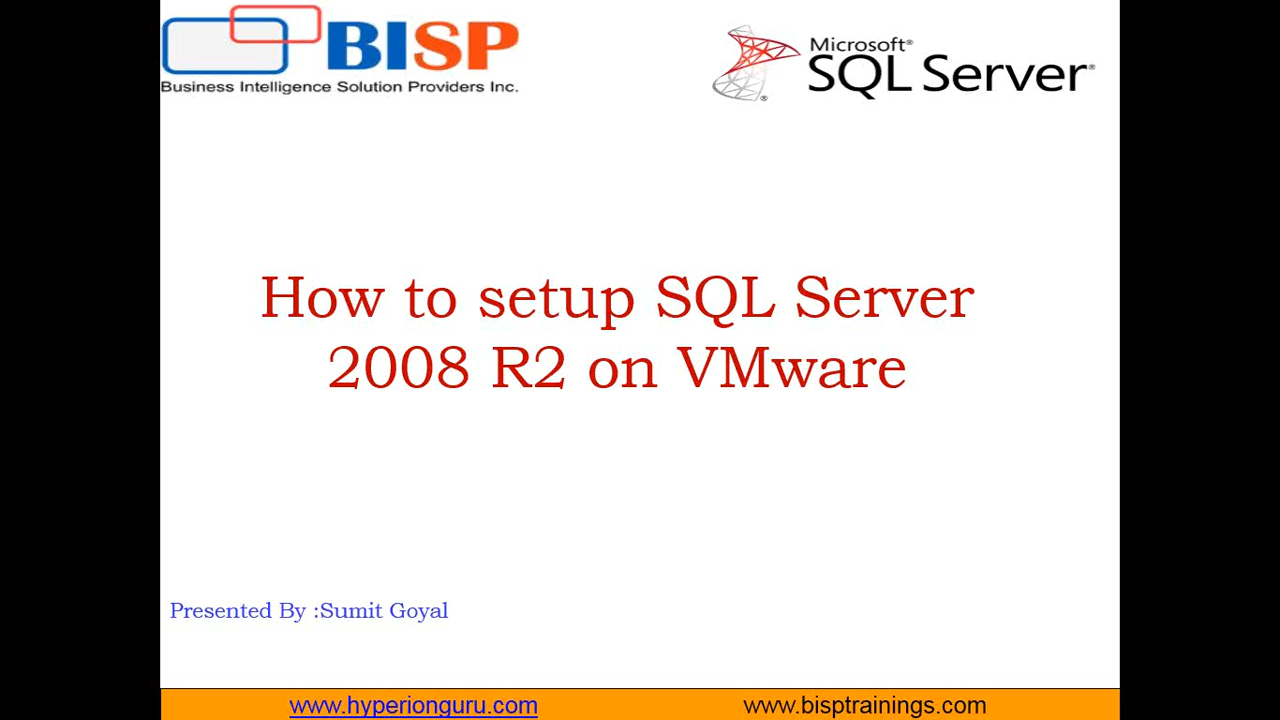 BISP
Business Intelligence Solution Providers Inc.
Microsoft®
SQL Server®
®
How to setup SQL Server
2008 R2 on VMware
Presented By :Sumit Goyal
www.hyperionguru.com
www.bisptrainings.com